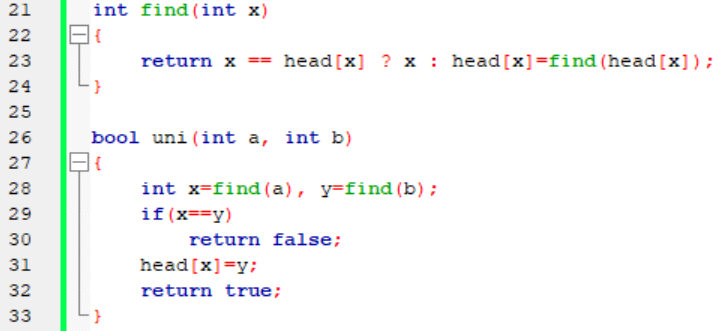 21 int find(int x)
22 {
23 return x == head[x] ? x : head[x]=find(head[x]);
24 }
25
26 bool uni(int a, int b)
27 {
28 int x=find(a), y=find(b);
29 if(x==y)
30 return false;
31 head[x]=y;
32 return true;
33 }